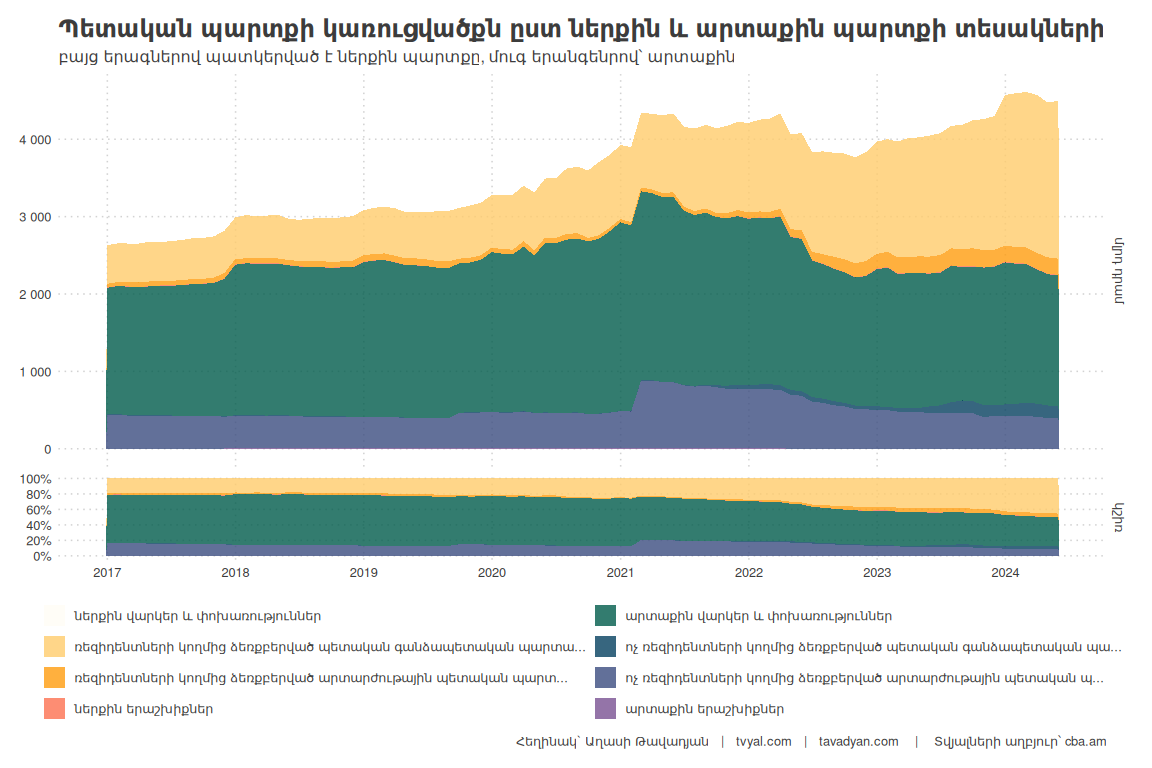 Պետական պարտքի կառուցվածքն ըստ ներքին և արտաքին պարտքի տեսակների
բայց երագներով պատկերված է ներքին պարտքը, մուգ երանգենրով՝ արտաքին
4 000
3 000
2 000
1 000
0
մլրդ դրամ
100%
80%
60%
40%
20%
0%
կշիռ
2017 2018 2019 2020 2021 2022 2023 2024
ներքին վարկեր և փոխառություններ
արտաքին վարկեր և փոխառություններ
ռեզիդենտների կողմից ձեռքբերված պետական գանձապետական պարտա...
ոչ ռեզիդենտների կողմից ձեռքբերված պետական գանձապետական պա...
ռեզիդենտների կողմից ձեռքբերված արտարժութային պետական պարտ...
ոչ ռեզիդենտների կողմից ձեռքբերված արտարժութային պետական պ...
ներքին երաշխիքներ
արտաքին երաշխիքներ
Հեղինակ՝ Աղասի Թավադյան | tvyal.com | tavadyan.com | Տվյալների աղբյուր՝ cba.am